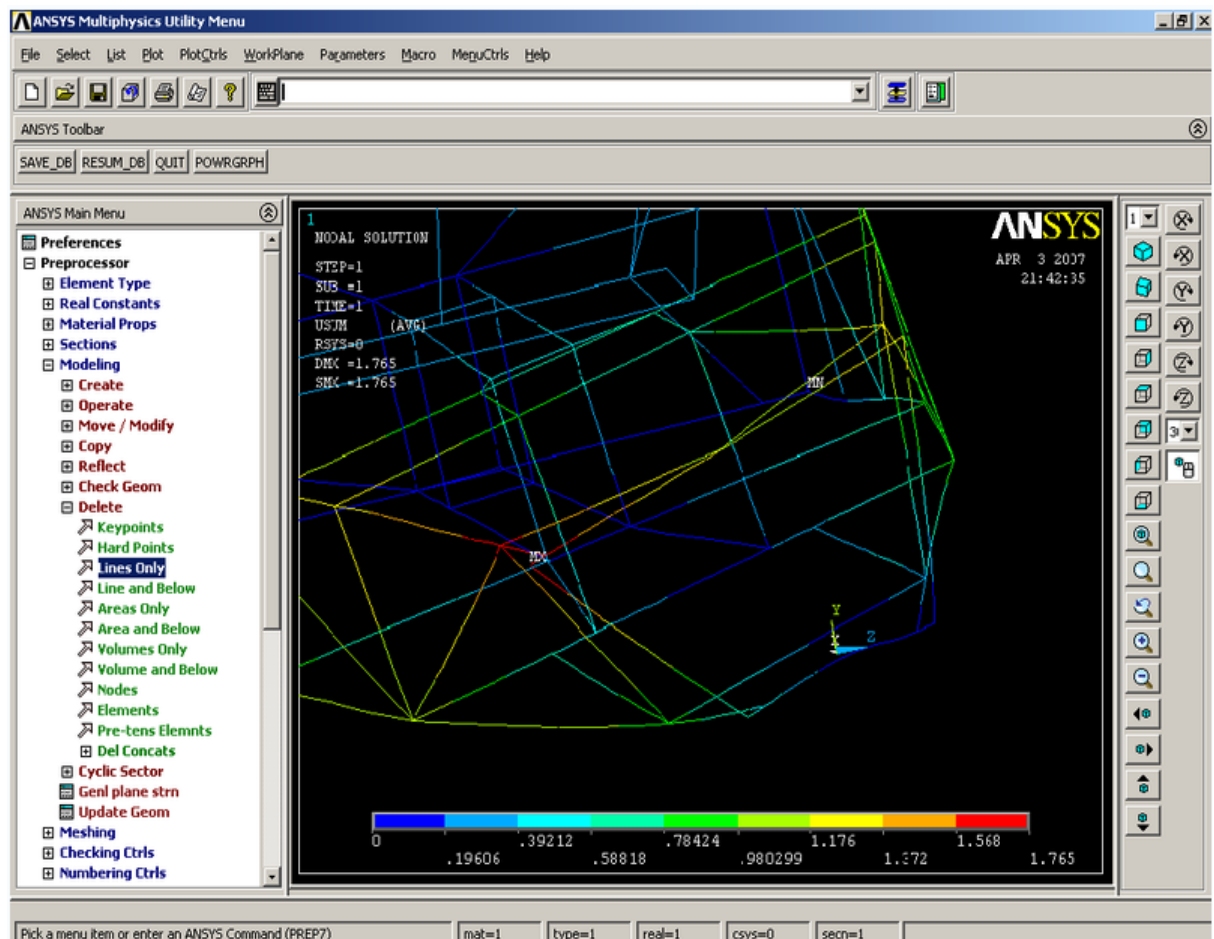 ANSYS Multiphysics Utility Menu
File Select List Plot PlotCtrls WorkPlane Parameters Macro MenuCtrls Help
ANSYS Toolbar
SAVE_DB RESUM_DB QUIT POWRGRPH
ANSYS Main Menu
Preferences
Preprocessor
Element Type
Real Constants
Material Props
Sections
Modeling
Create
Operate
Move / Modify
Copy
Reflect
Check Geom
Delete
Keypoints
Hard Points
Lines Only
Line and Below
Areas Only
Area and Below
Volumes Only
Volume and Below
Nodes
Elements
Pre-tens Elemnts
Del Concats
Cyclic Sector
Genl plane strn
Update Geom
Meshing
Checking Ctrls
Numbering Ctrls
1
NODAL SOLUTION
STEP=1
SUB =1
TIME=1
USUM (AVG)
RSYS=0
DMX =1.765
SMX =1.765
ANSYS
APR 3 2007
21:42:35
MN
MX
Y
X Z
0 .39212 .78424 1.176 1.568
.19606 .58818 .980299 1.372 1.765
1
Pick a menu item or enter an ANSYS Command (PREP7) mat=1 type=1 real=1 csys=0 secn=1